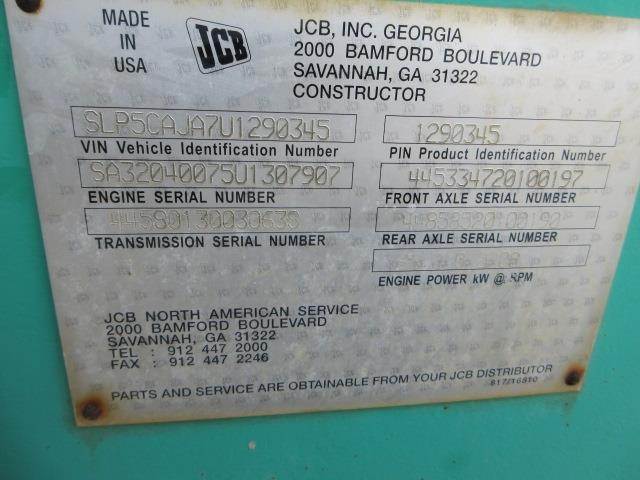 MADE
IN
USA
JCB
JCB, INC. GEORGIA
2000 BAMFORD BOULEVARD
SAVANNAH, GA 31322
CONSTRUCTOR
SLP5CAJA7U1290345
VIN Vehicle Identification Number
1290345
PIN Product Identification Number
SA32040075U1307907
ENGINE SERIAL NUMBER
445334720100197
FRONT AXLE SERIAL NUMBER
TRANSMISSION SERIAL NUMBER
REAR AXLE SERIAL NUMBER
ENGINE POWER kW @ RPM
JCB NORTH AMERICAN SERVICE
2000 BAMFORD BOULEVARD
SAVANNAH, GA 31322
TEL : 912 447 2000
FAX : 912 447 2246
PARTS AND SERVICE ARE OBTAINABLE FROM YOUR JCB DISTRIBUTOR
817/16810